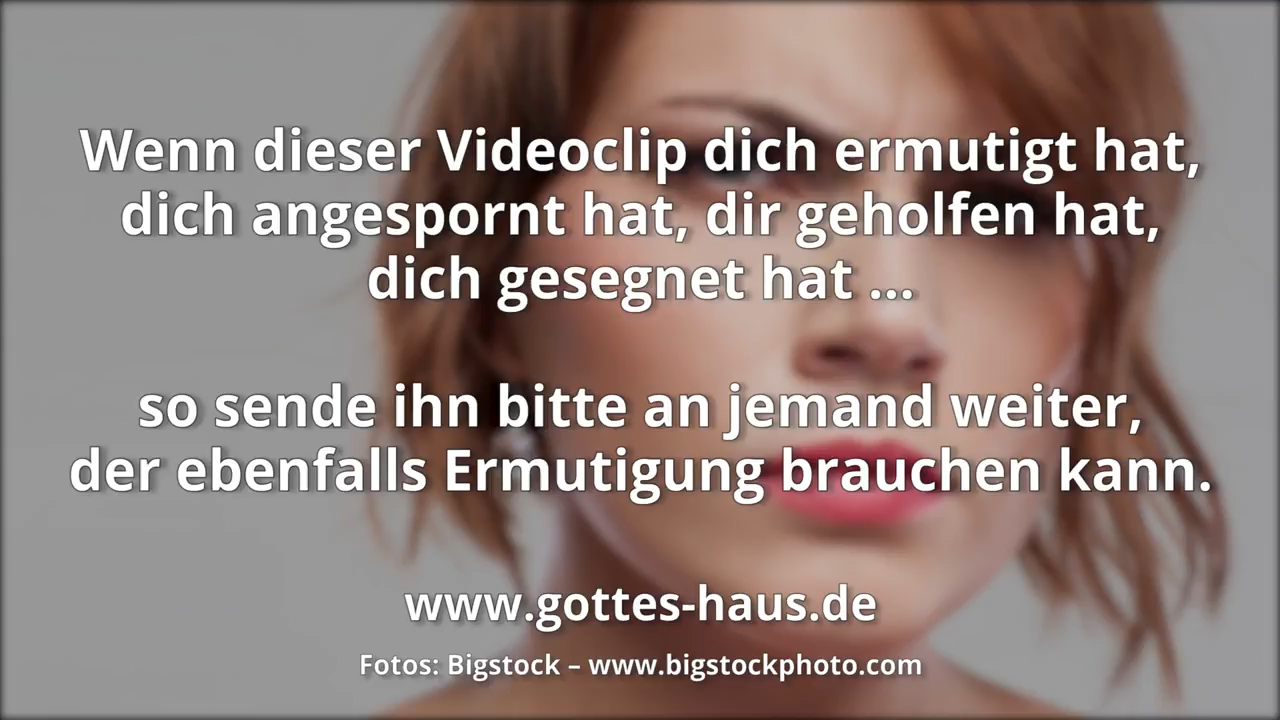 Wenn dieser Videoclip dich ermutigt hat,
dich angespornt hat, dir geholfen hat,
dich gesegnet hat ...
so sende ihn bitte an jemand weiter,
der ebenfalls Ermutigung brauchen kann.
www.gottes-haus.de
Fotos: Bigstock – www.bigstockphoto.com